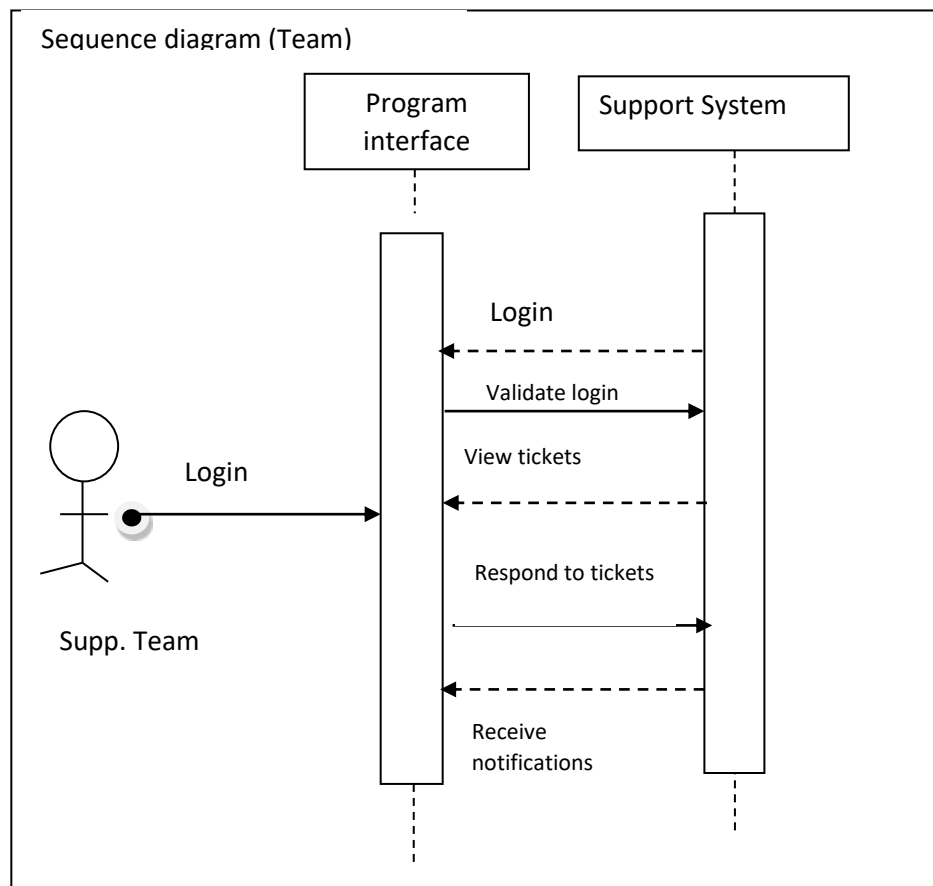 Sequence diagram (Team)
Program
interface
Support System
Login
Validate login
View tickets
Login
Respond to tickets
Supp. Team
Receive
notifications